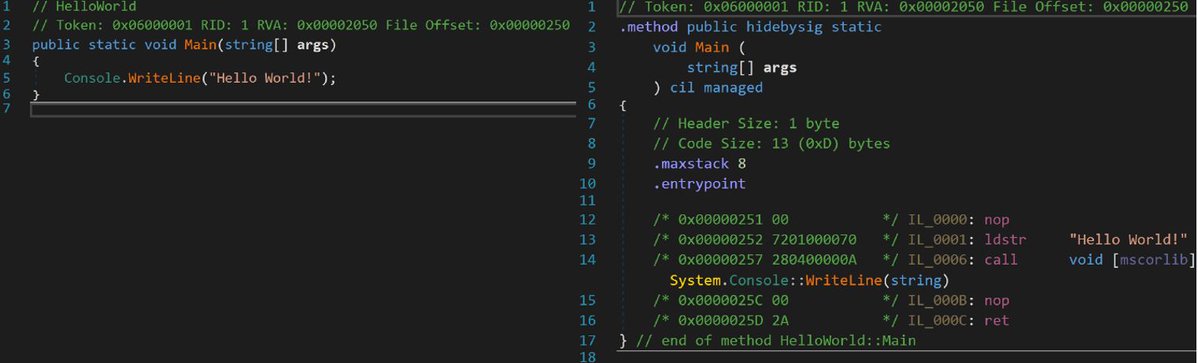 1 // HelloWorld
2 // Token: 0x06000001 RID: 1 RVA: 0x00002050 File Offset: 0x00000250
3 public static void Main(string[] args)
4 {
5     Console.WriteLine("Hello World!");
6 }
7
1 // Token: 0x06000001 RID: 1 RVA: 0x00002050 File Offset: 0x00000250
2 .method public hidebysig static
3     void Main (
4         string[] args
5     ) cil managed
6 {
7     // Header Size: 1 byte
8     // Code Size: 13 (0xD) bytes
9     .maxstack 8
10     .entrypoint
11
12     /* 0x00000251 00           */ IL_0000: nop
13     /* 0x00000252 7201000070   */ IL_0001: ldstr     "Hello World!"
14     /* 0x00000257 280400000A   */ IL_0006: call      void [mscorlib]
System.Console::WriteLine(string)
15     /* 0x0000025C 00           */ IL_000B: nop
16     /* 0x0000025D 2A           */ IL_000C: ret
17 } // end of method HelloWorld::Main
18